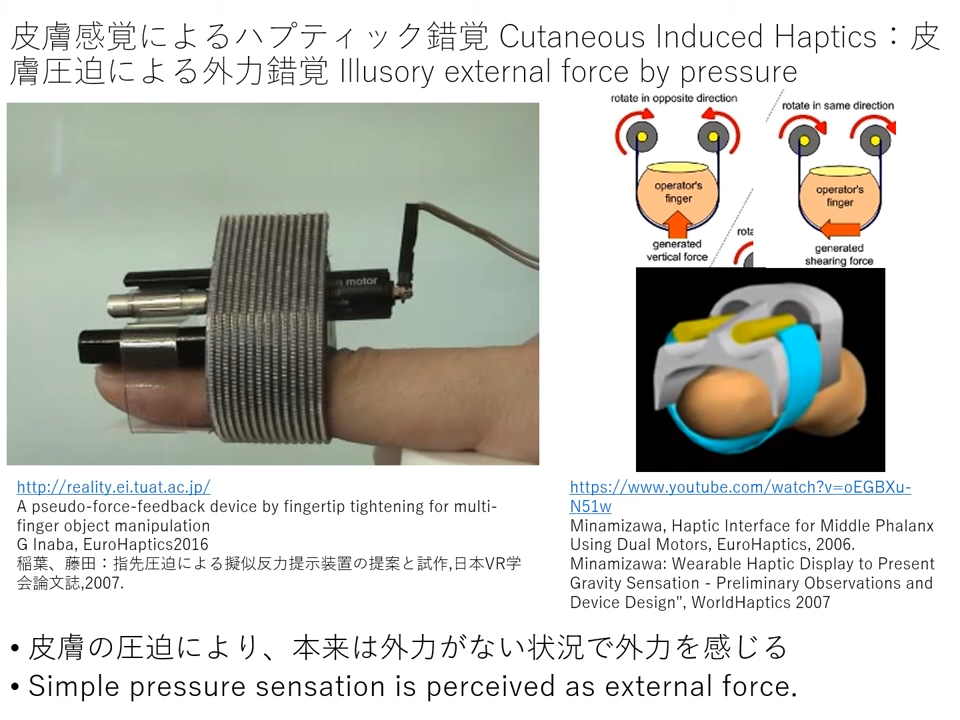 皮膚感覚によるハプティック錯覚 Cutaneous Induced Haptics：皮
膚圧迫による外力錯覚 Illusory external force by pressure
rotate in opposite direction
operator's
finger
generated
vertical force
rotate in same direction
operator's
finger
generated
shearing force
motor
http://reality.ei.tuat.ac.jp/
A pseudo-force-feedback device by fingertip tightening for multi-
finger object manipulation
G Inaba, EuroHaptics2016
稲葉、藤田：指先圧迫による擬似反力提示装置の提案と試作,日本VR学
会論文誌,2007.
https://www.youtube.com/watch?v=oEGBXu-
N51w
Minamizawa, Haptic Interface for Middle Phalanx
Using Dual Motors, EuroHaptics, 2006.
Minamizawa: Wearable Haptic Display to Present
Gravity Sensation - Preliminary Observations and
Device Design", WorldHaptics 2007
• 皮膚の圧迫により、本来は外力がない状況で外力を感じる
• Simple pressure sensation is perceived as external force.